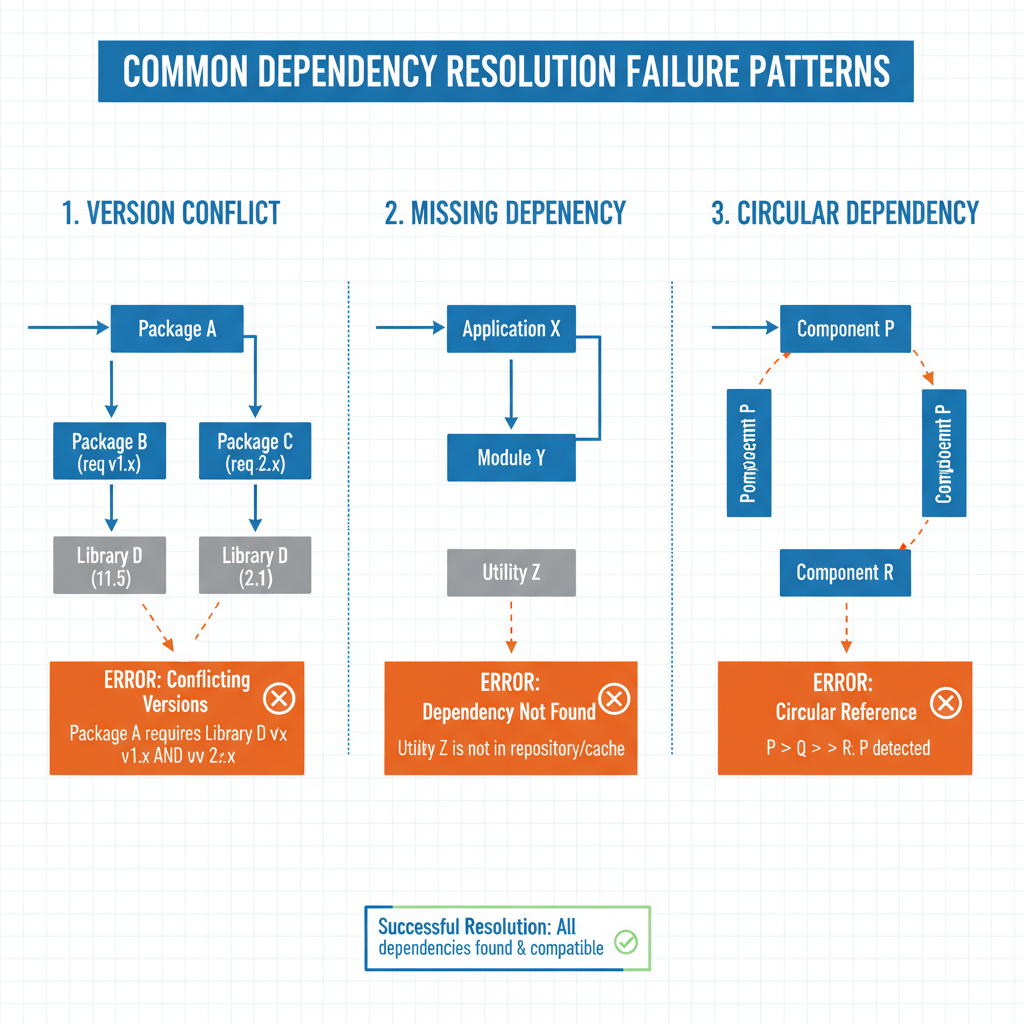 COMMON DEPENDENCY RESOLUTION FAILURE PATTERNS
1. VERSION CONFLICT
Package A
Package B
(req v1.x)
Package C
(req.2.x)
Library D
(11.5)
Library D
(2.1)
ERROR: Conflicting
Versions
Package A requires Library D vx
v1.x AND vv 2.x
2. MISSING DEPENENCY
Application X
Module Y
Utility Z
ERROR:
Dependency Not Found
Utility Z is not in repository/cache
3. CIRCULAR DEPENDENCY
Component P
P
P
Component R
ERROR:
Circular Reference
P > Q > > R. P detected
Successful Resolution: All
dependencies found & compatible